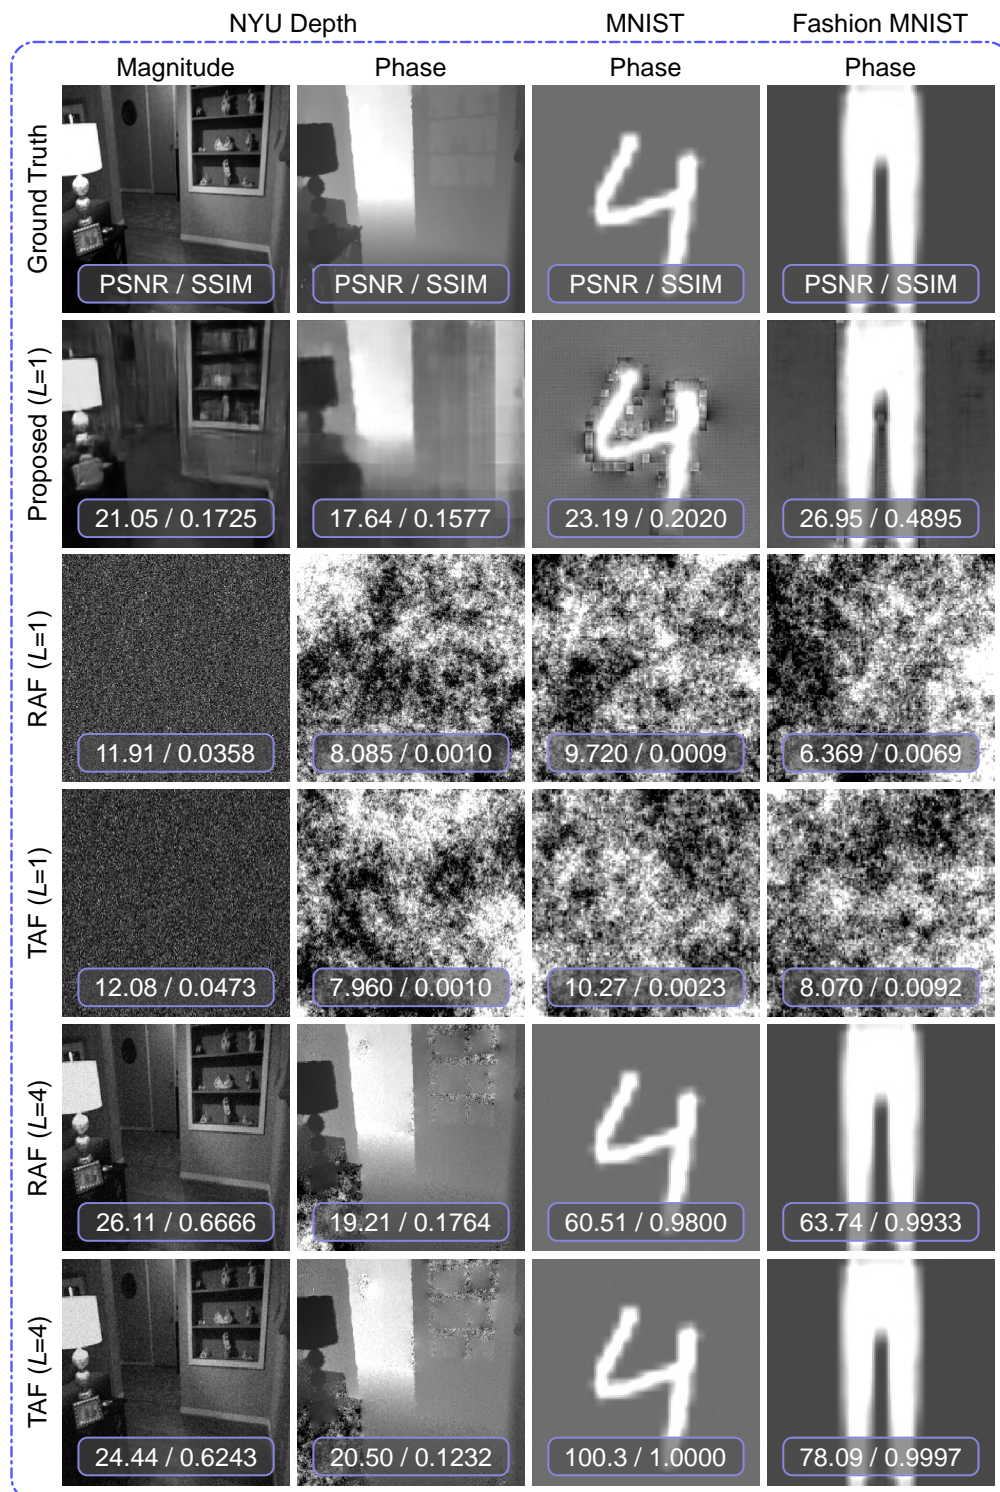 NYU Depth MNIST Fashion MNIST
Magnitude Phase Phase Phase
Ground Truth
PSNR / SSIM PSNR / SSIM PSNR / SSIM PSNR / SSIM
Proposed (L=1)
21.05 / 0.1725 17.64 / 0.1577 23.19 / 0.2020 26.95 / 0.4895
RAF (L=1)
11.91 / 0.0358 8.085 / 0.0010 9.720 / 0.0009 6.369 / 0.0069
TAF (L=1)
12.08 / 0.0473 7.960 / 0.0010 10.27 / 0.0023 8.070 / 0.0092
RAF (L=4)
26.11 / 0.6666 19.21 / 0.1764 60.51 / 0.9800 63.74 / 0.9933
TAF (L=4)
24.44 / 0.6243 20.50 / 0.1232 100.3 / 1.0000 78.09 / 0.9997